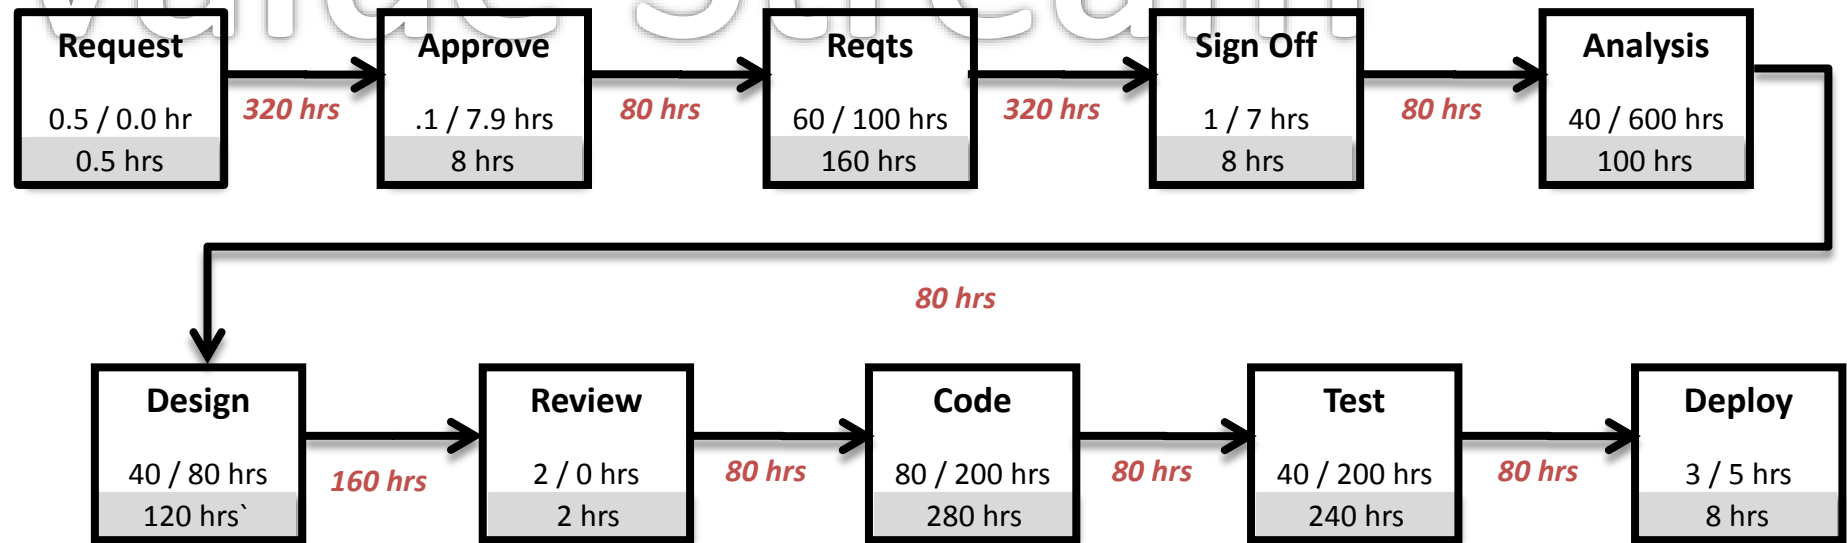 Value Stream
Request
0.5 / 0.0 hr
0.5 hrs
320 hrs
Approve
.1 / 7.9 hrs
8 hrs
80 hrs
Reqts
60 / 100 hrs
160 hrs
320 hrs
Sign Off
1 / 7 hrs
8 hrs
80 hrs
Analysis
40 / 600 hrs
100 hrs
80 hrs
Design
40 / 80 hrs
120 hrs`
160 hrs
Review
2 / 0 hrs
2 hrs
80 hrs
Code
80 / 200 hrs
280 hrs
80 hrs
Test
40 / 200 hrs
240 hrs
80 hrs
Deploy
3 / 5 hrs
8 hrs